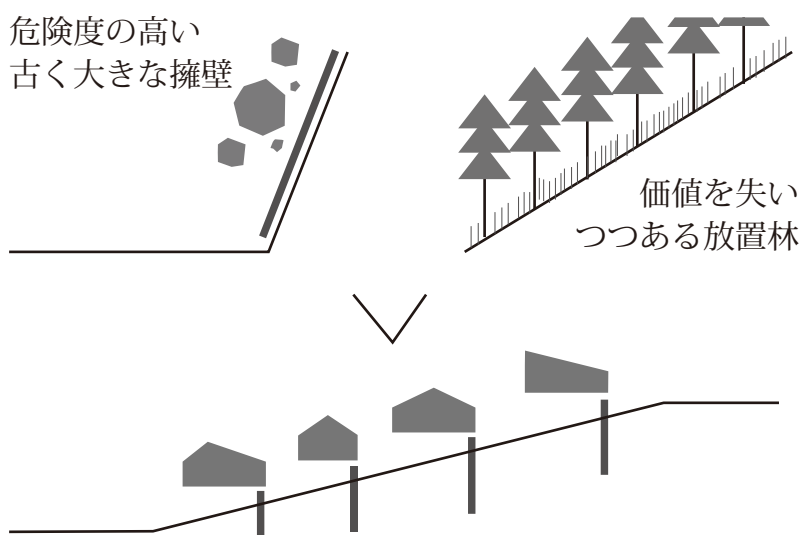 危険度の高い
古く大きな擁壁
価値を失い
つつある放置林